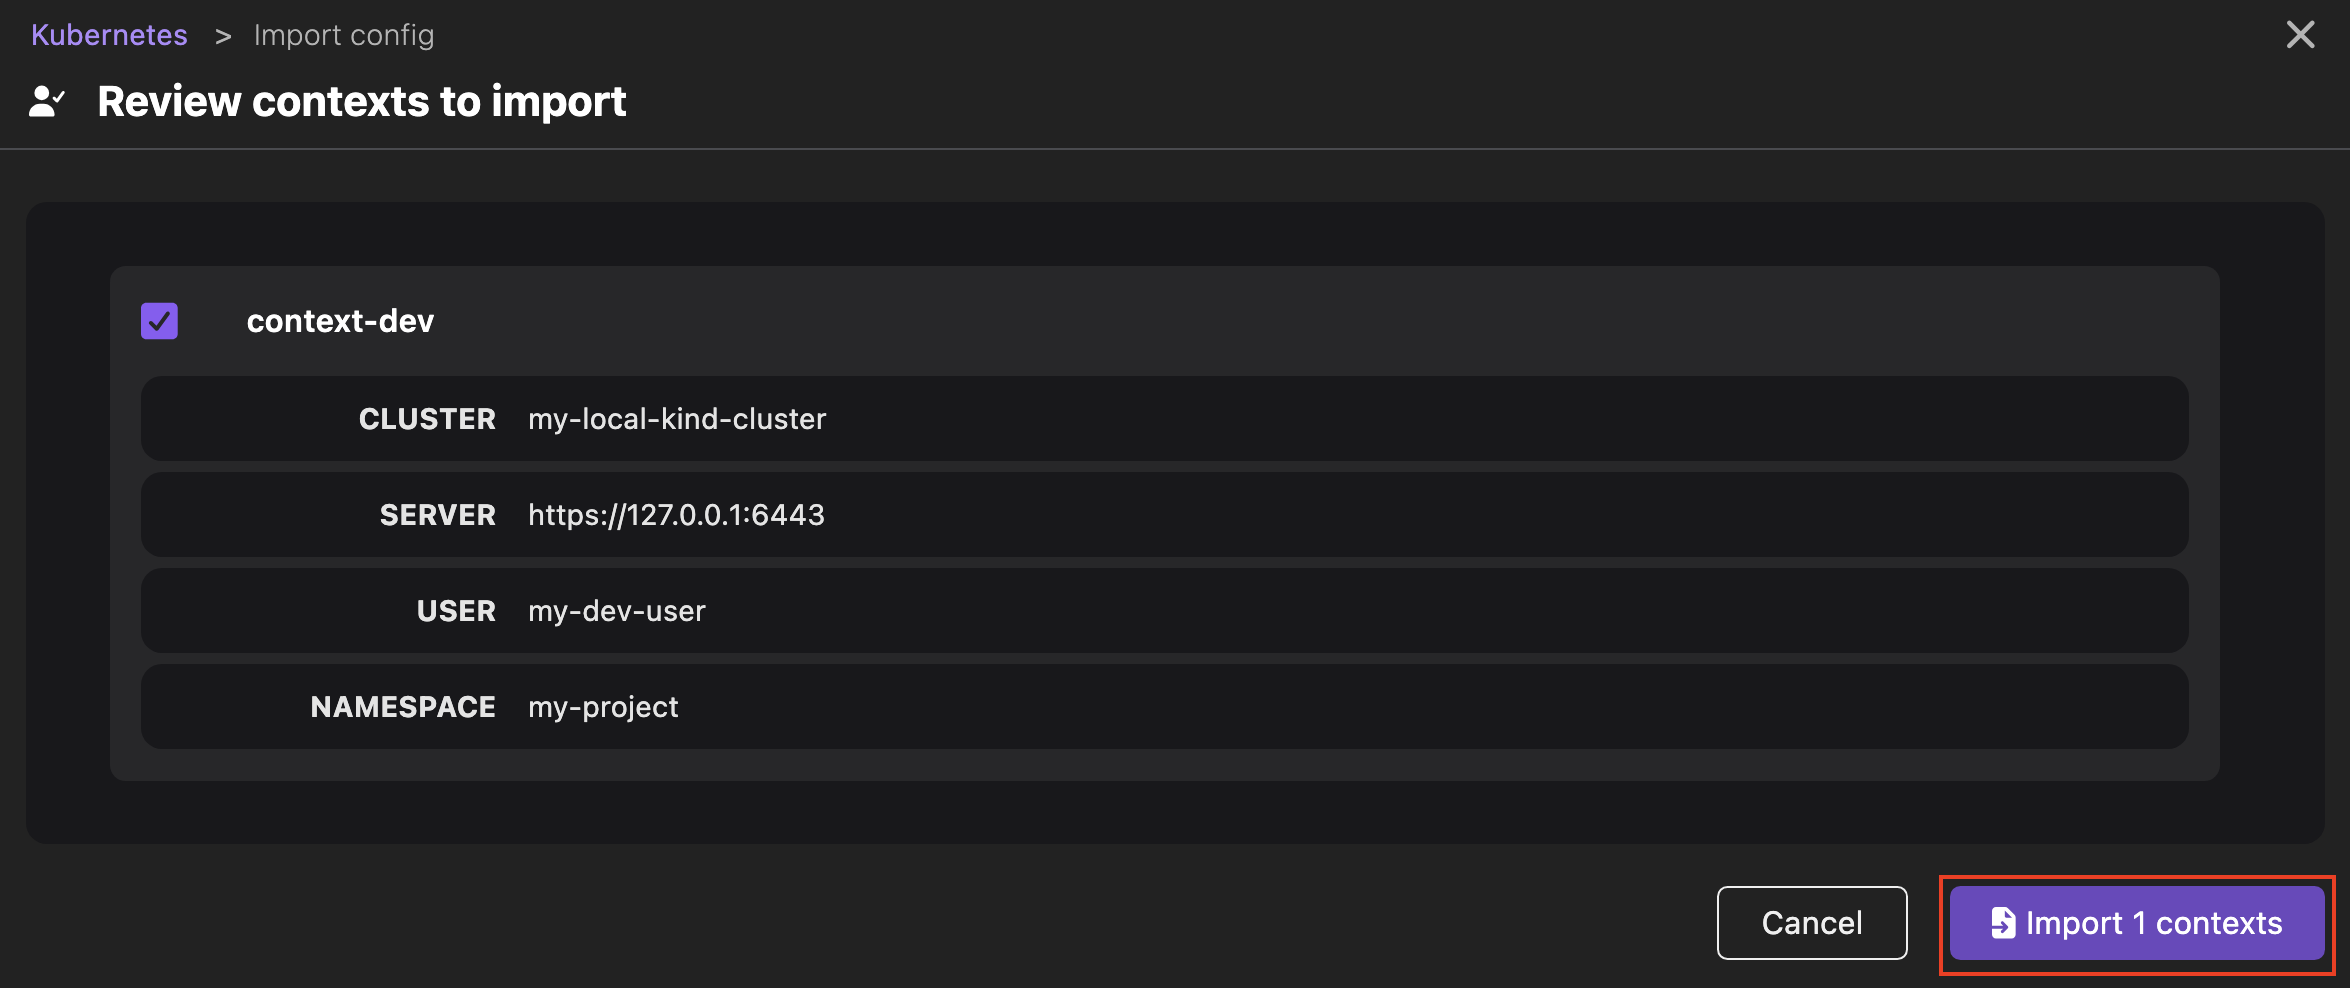 Kubernetes > Import config
Review contexts to import
context-dev
CLUSTER my-local-kind-cluster
SERVER https://127.0.0.1:6443
USER my-dev-user
NAMESPACE my-project
Cancel Import 1 contexts